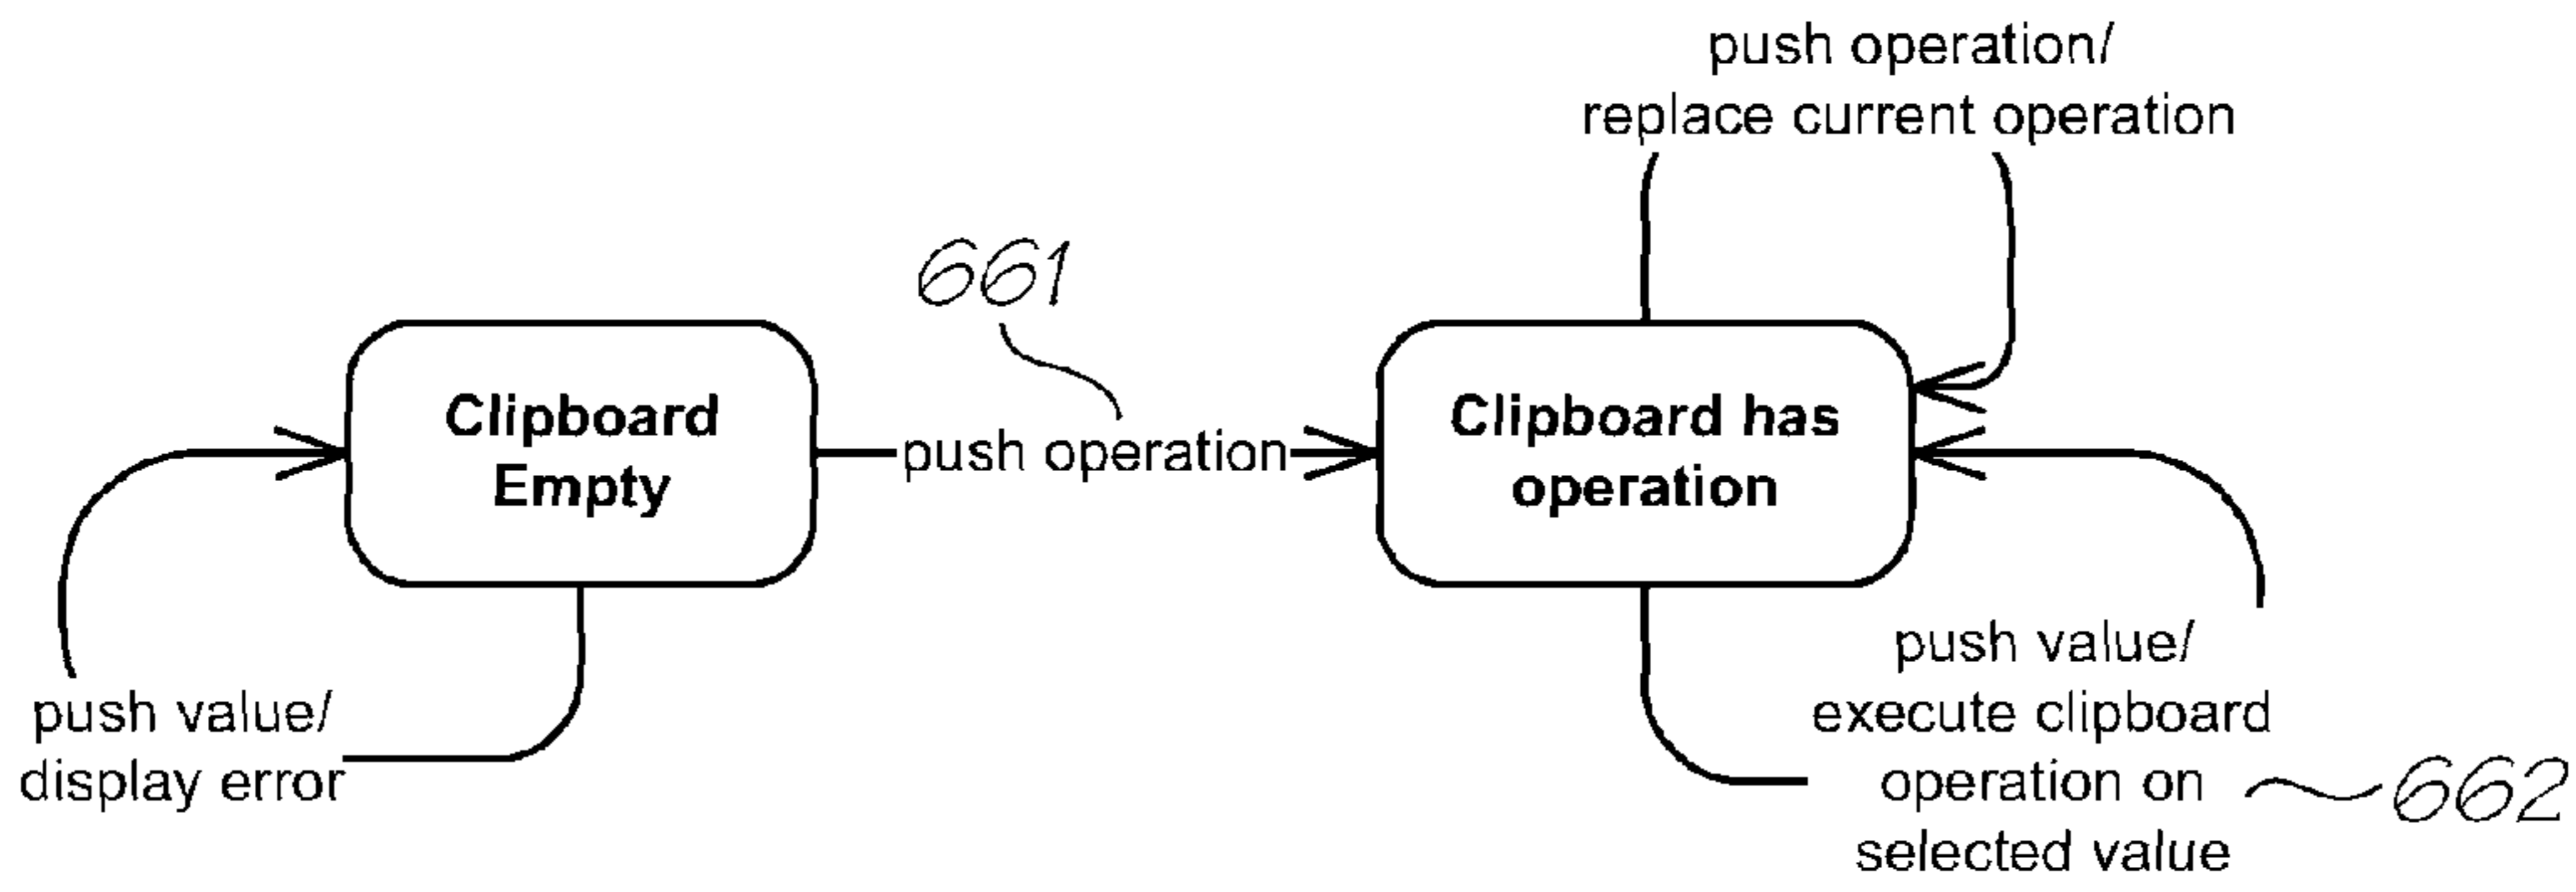 push operation/
replace current operation
661
Clipboard
Empty
push operation
Clipboard has
operation
push value/
display error
push value/
execute clipboard
operation on
selected value
662